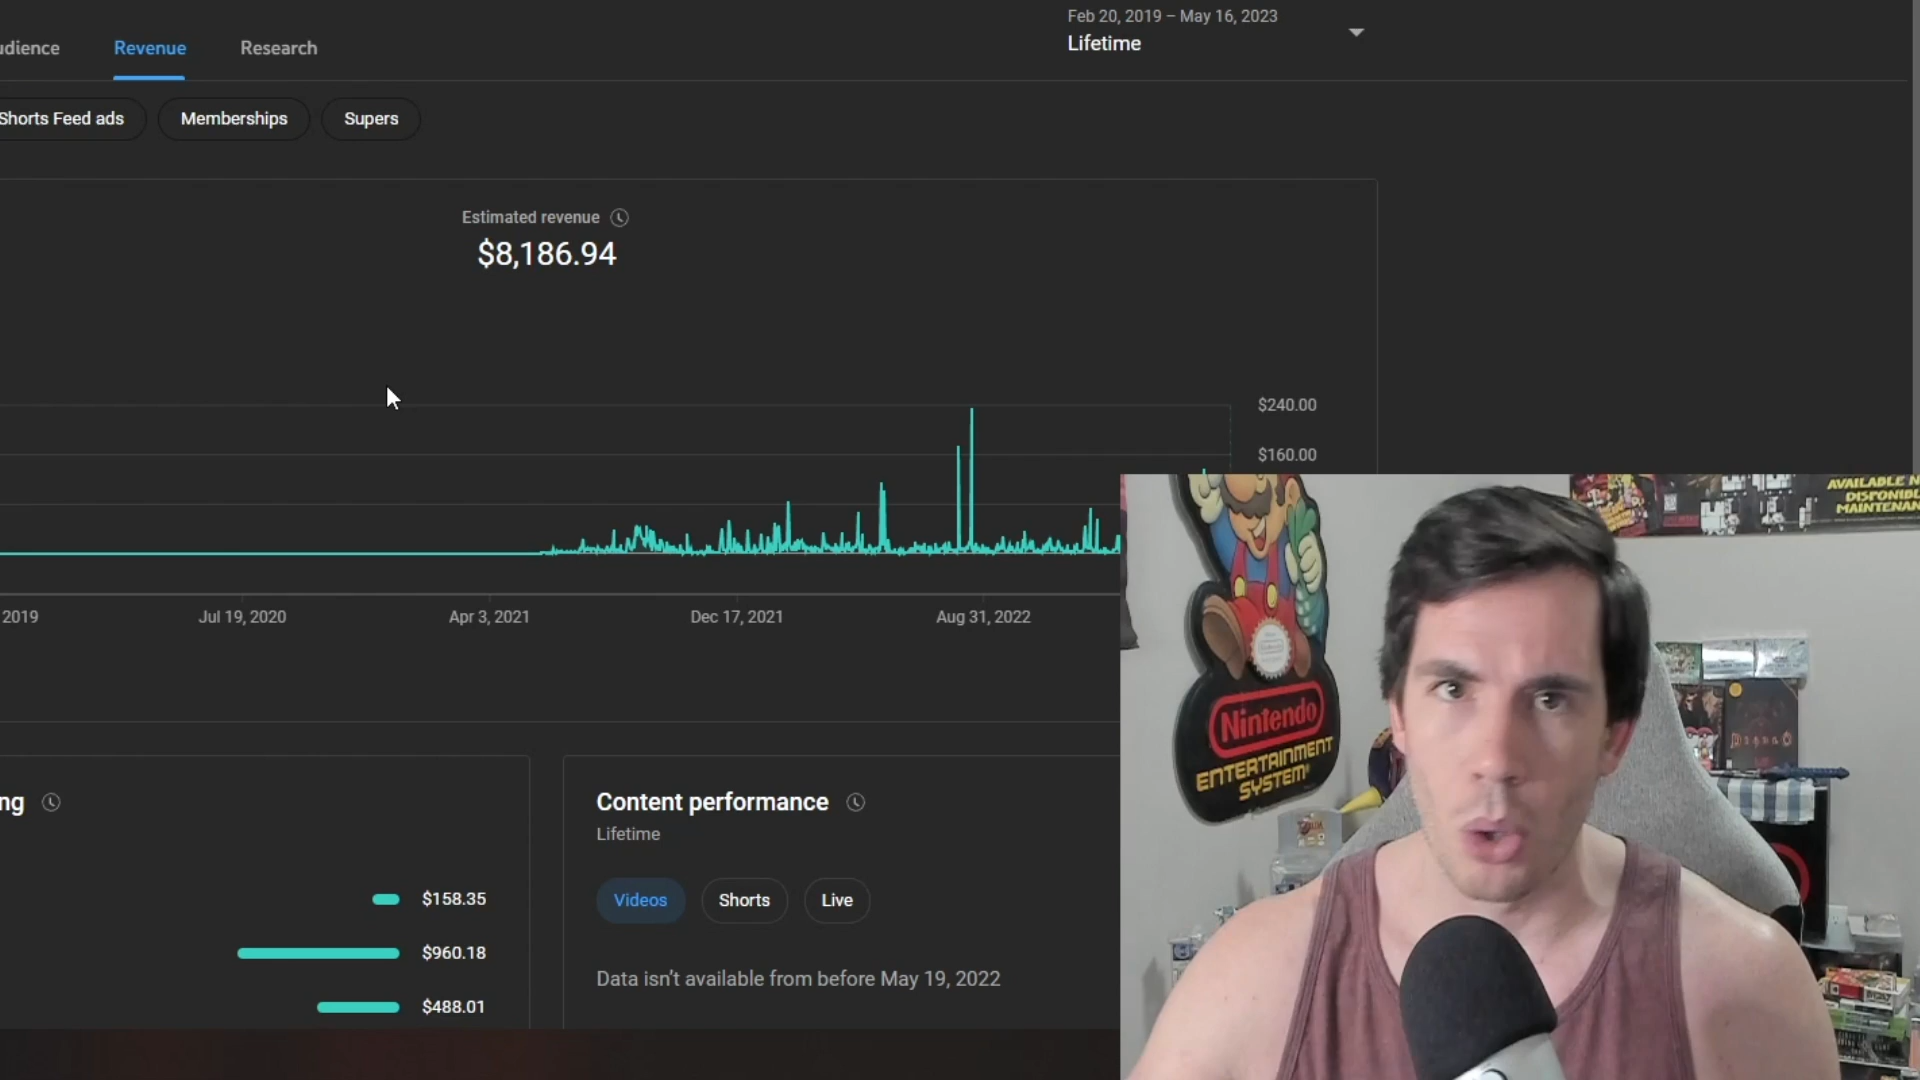 Feb 20, 2019 – May 16, 2023
udience
Revenue
Research
Lifetime
Shorts Feed ads
Memberships
Supers
Estimated revenue
$8,186.94
$240.00
$160.00
2019
Jul 19, 2020
Apr 3, 2021
Dec 17, 2021
Aug 31, 2022
ng
Content performance
Lifetime
$158.35
Videos
Shorts
Live
$960.18
Data isn't available from before May 19, 2022
$488.01
AVAILABLE N
DISPONIBL
MAINTENAN
Nintendo
ENTERTAINMENT
SYSTEM
DIABLO